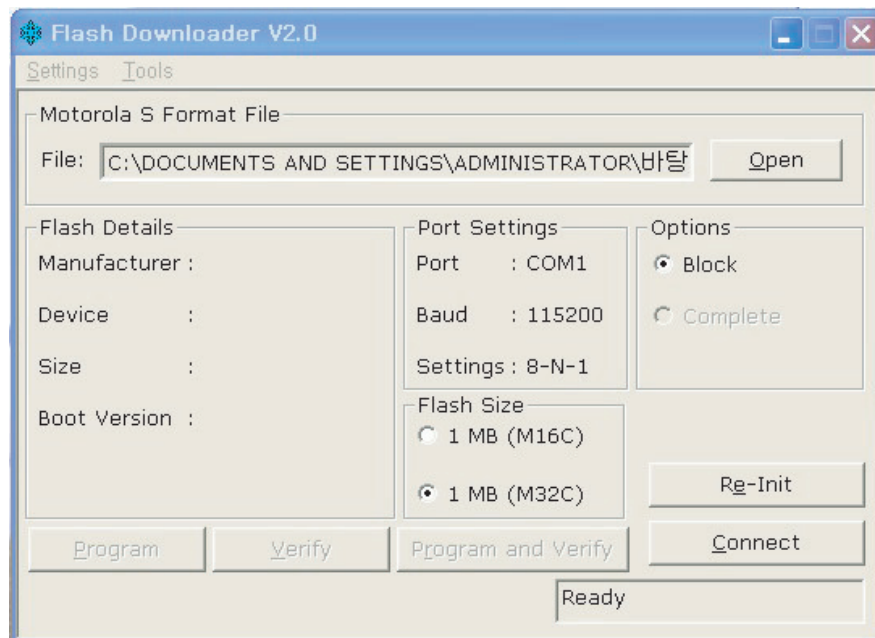 Flash Downloader V2.0
Settings Tools
Motorola S Format File
File: C:\DOCUMENTS AND SETTINGS\ADMINISTRATOR\바탕 Open
Flash Details
Manufacturer :
Device :
Size :
Boot Version :
Port Settings
Port : COM1
Baud : 115200
Settings : 8-N-1
Options
Block
Complete
Flash Size
1 MB (M16C)
1 MB (M32C)
Re-Init
Connect
Program Verify Program and Verify
Ready